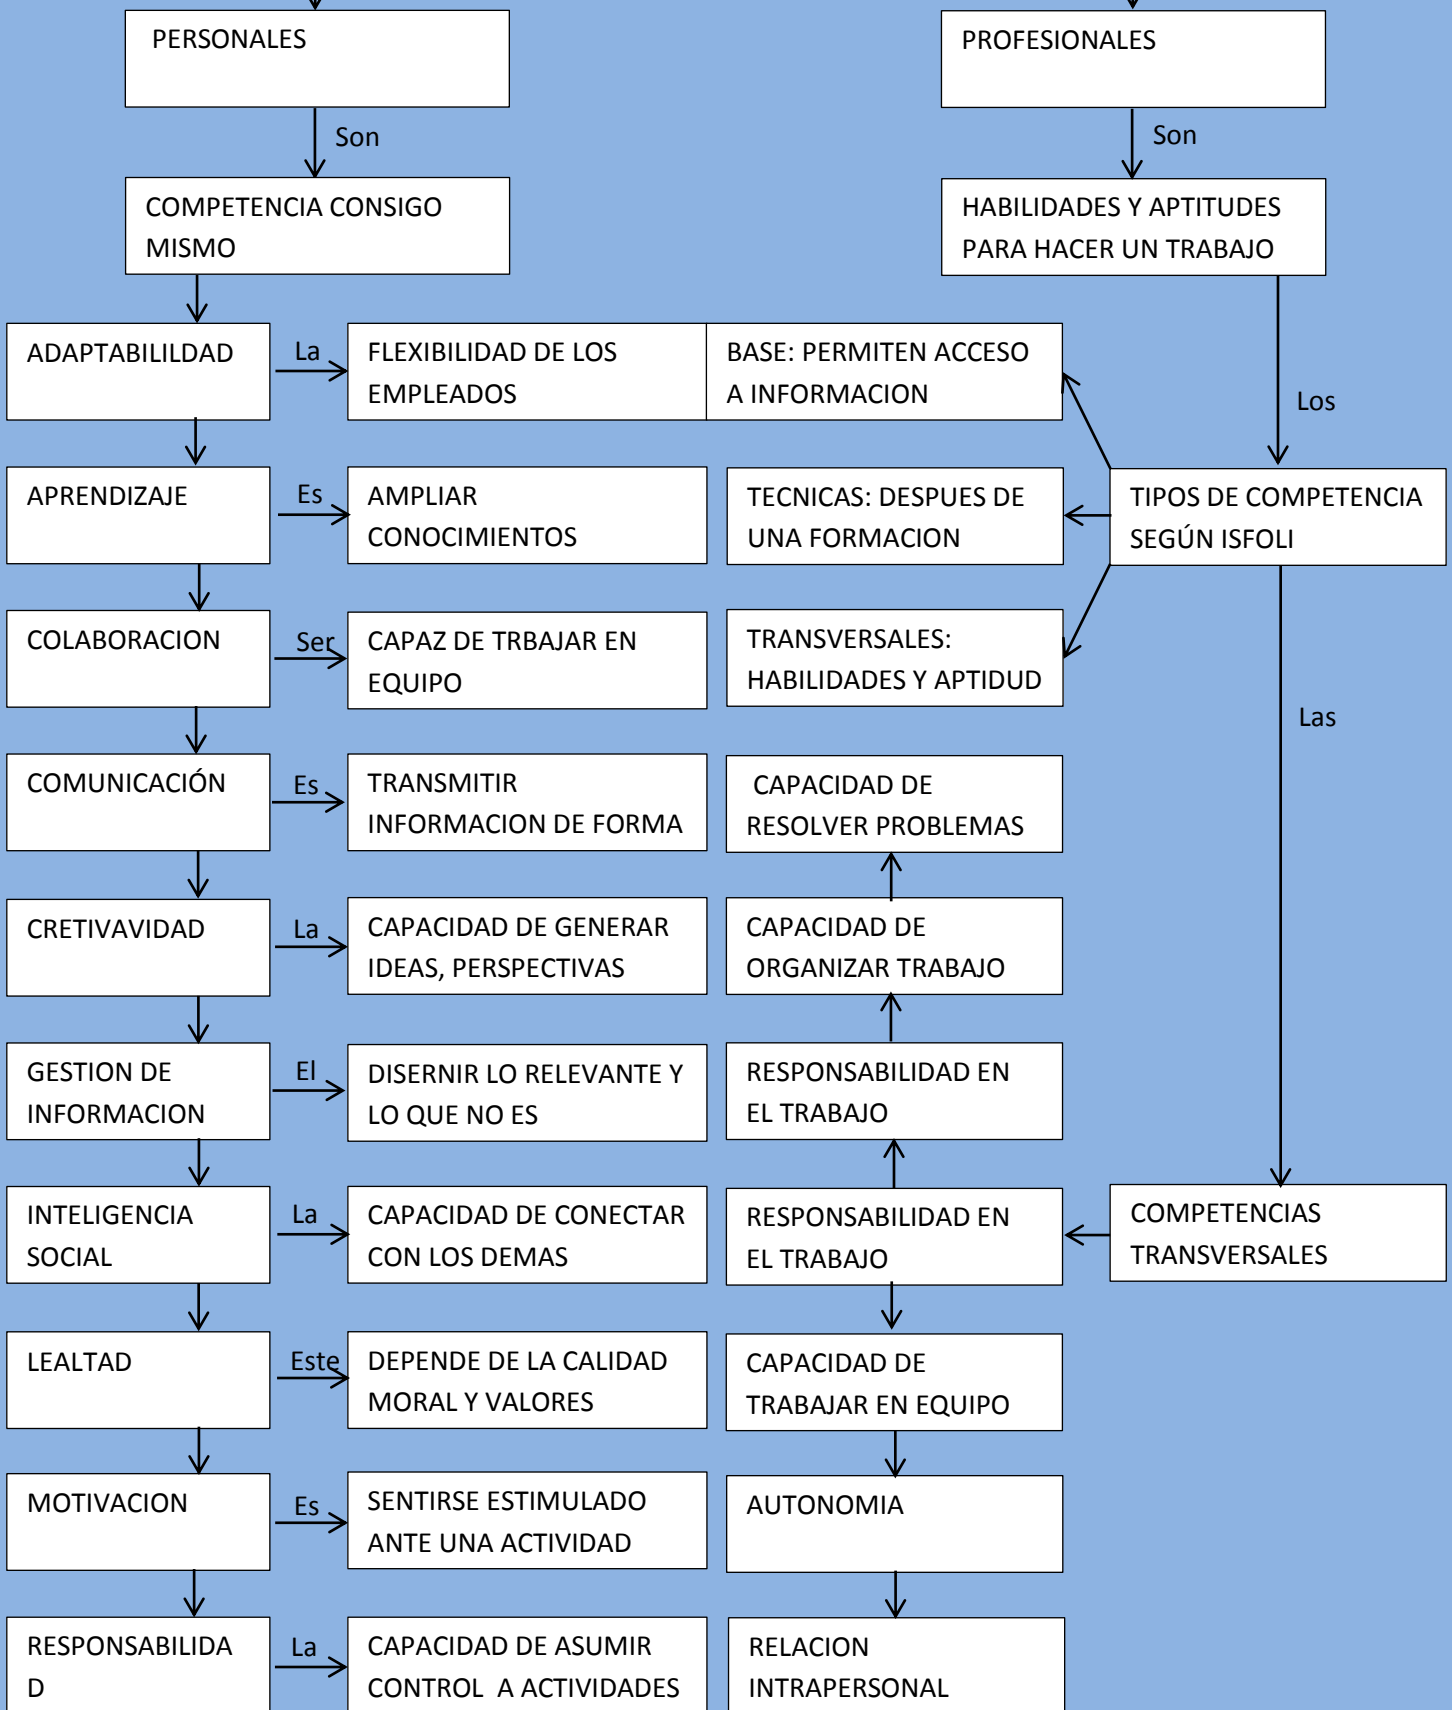 PERSONALES
PROFESIONALES
Son
Son
COMPETENCIA CONSIGO
MISMO
HABILIDADES Y APTITUDES
PARA HACER UN TRABAJO
ADAPTABILILDAD
La
FLEXIBILIDAD DE LOS
EMPLEADOS
BASE: PERMITEN ACCESO
A INFORMACION
Los
APRENDIZAJE
Es
AMPLIAR
CONOCIMIENTOS
TECNICAS: DESPUES DE
UNA FORMACION
TIPOS DE COMPETENCIA
SEGÚN ISFOLI
COLABORACION
Ser
CAPAZ DE TRBAJAR EN
EQUIPO
TRANSVERSALES:
HABILIDADES Y APTIDUD
Las
COMUNICACIÓN
Es
TRANSMITIR
INFORMACION DE FORMA
CAPACIDAD DE
RESOLVER PROBLEMAS
CRETIVAVIDAD
La
CAPACIDAD DE GENERAR
IDEAS, PERSPECTIVAS
CAPACIDAD DE
ORGANIZAR TRABAJO
GESTION DE
INFORMACION
El
DISERNIR LO RELEVANTE Y
LO QUE NO ES
RESPONSABILIDAD EN
EL TRABAJO
INTELIGENCIA
SOCIAL
La
CAPACIDAD DE CONECTAR
CON LOS DEMAS
RESPONSABILIDAD EN
EL TRABAJO
COMPETENCIAS
TRANSVERSALES
LEALTAD
Este
DEPENDE DE LA CALIDAD
MORAL Y VALORES
CAPACIDAD DE
TRABAJAR EN EQUIPO
MOTIVACION
Es
SENTIRSE ESTIMULADO
ANTE UNA ACTIVIDAD
AUTONOMIA
RESPONSABILIDA
D
La
CAPACIDAD DE ASUMIR
CONTROL  A ACTIVIDADES
RELACION
INTRAPERSONAL